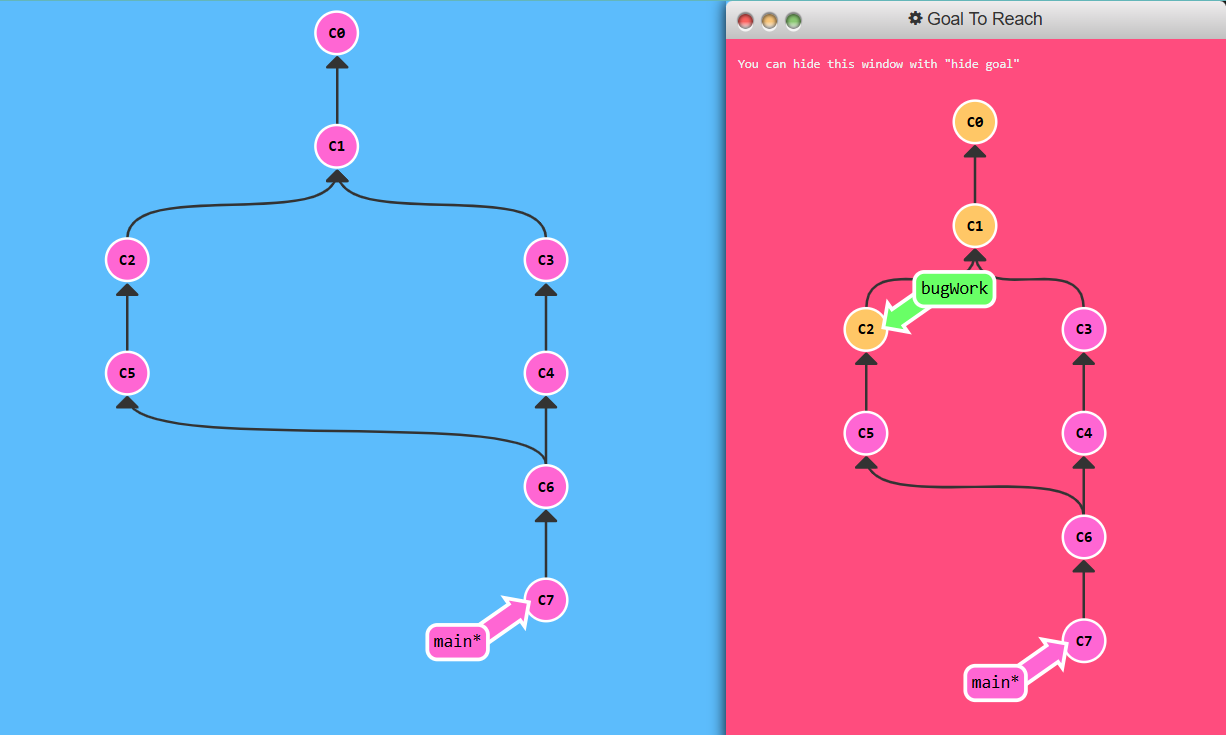 C0
C1
C2
C3
C5
C4
C6
C7
main*
Goal To Reach
You can hide this window with "hide goal"
C0
C1
bugWork
C2
C3
C5
C4
C6
C7
main*